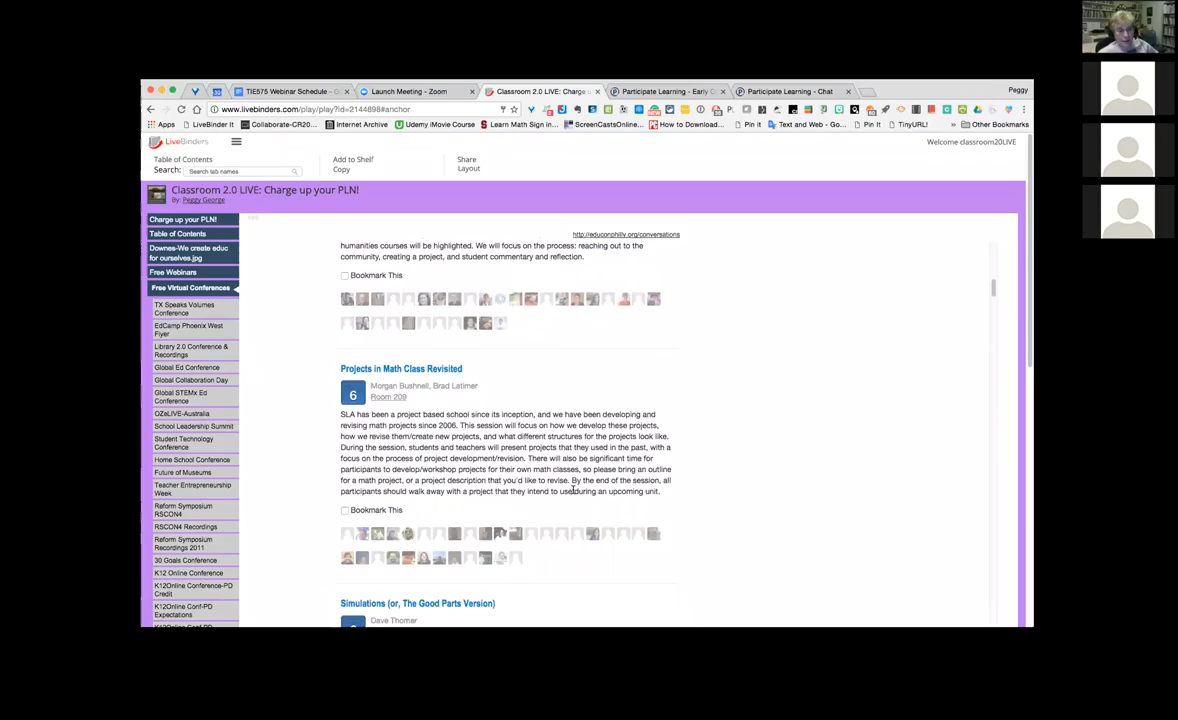 TIE575 Webinar Schedule - G
Launch Meeting - Zoom
Classroom 2.0 LIVE: Charge u
Participate Learning - Early C
Participate Learning - Chat
Peggy
www.livebinders.com/play/play?id=2144898#anchor
Apps
LiveBinder It
Collaborate-CR20...
Internet Archive
Udemy iMovie Course
Learn Math Sign in...
ScreenCastsOnline...
How to Download...
Pin it
Text and Web - Go...
Pin It
TinyURL!
»
Other Bookmarks
LiveBinders
Welcome classroom20LIVE
Table of Contents
Add to Shelf
Share
Search:
Search tab names
Copy
Layout
Classroom 2.0 LIVE: Charge up your PLN!
By: Peggy George
Charge up your PLN!
Table of Contents
Downes-We create educ
for ourselves.jpg
Free Webinars
Free Virtual Conferences
TX Speaks Volumes
Conference
EdCamp Phoenix West
Flyer
Library 2.0 Conference &
Recordings
Global Ed Conference
Global Collaboration Day
Global STEMx Ed
Conference
OZeLIVE-Australia
School Leadership Summit
Student Technology
Conference
Home School Conference
Future of Museums
Teacher Entrepreneurship
Week
Reform Symposium
RSCON4
RSCON4 Recordings
Reform Symposium
Recordings 2011
30 Goals Conference
K12 Online Conference
K12Online Conference-PD
Credit
K12Online Conf-PD
Expectations
K12Online Conf-PD
http://educonphilly.org/conversations
humanities courses will be highlighted. We will focus on the process: reaching out to the
community, creating a project, and student commentary and reflection.
Bookmark This
Projects in Math Class Revisited
6
Morgan Bushnell, Brad Latimer
Room 209
SLA has been a project based school since its inception, and we have been developing and
revising math projects since 2006. This session will focus on how we develop these projects,
how we revise them/create new projects, and what different structures for the projects look like.
During the session, students and teachers will present projects that they used in the past, with a
focus on the process of project development/revision. There will also be significant time for
participants to develop/workshop projects for their own math classes, so please bring an outline
for a math project, or a project description that you'd like to revise. By the end of the session, all
participants should walk away with a project that they intend to use during an upcoming unit.
Bookmark This
Simulations (or, The Good Parts Version)
Dave Thomer